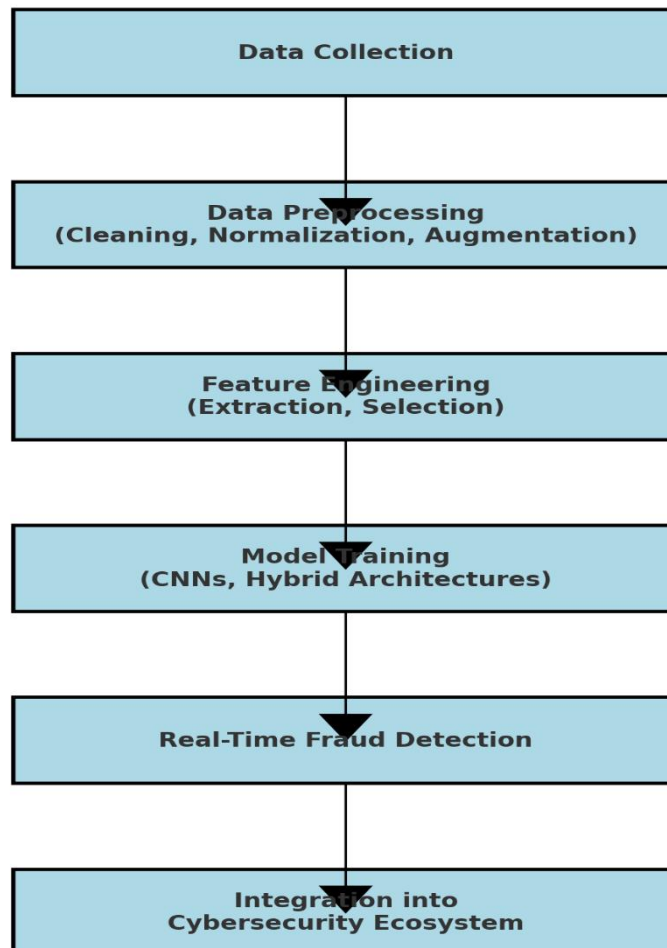 Data Collection
Data Preprocessing
(Cleaning, Normalization, Augmentation)
Feature Engineering
(Extraction, Selection)
Model Training
(CNNs, Hybrid Architectures)
Real-Time Fraud Detection
Integration into
Cybersecurity Ecosystem